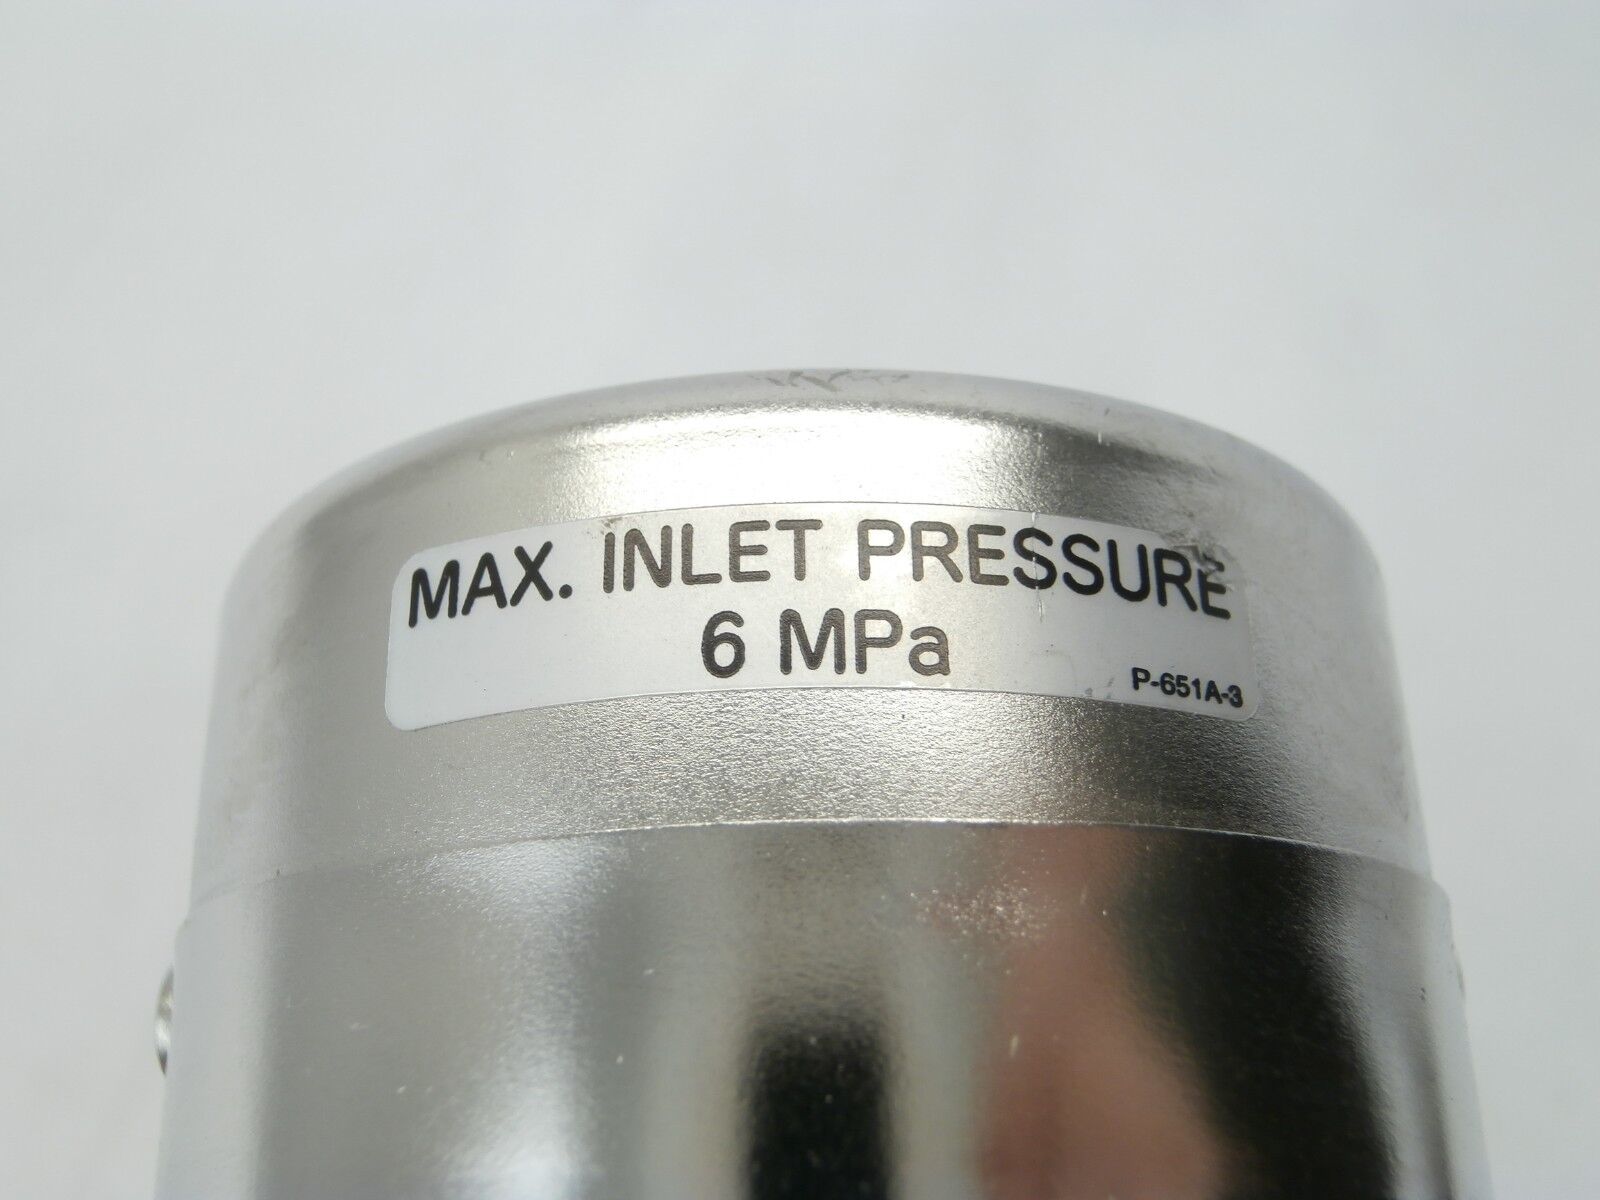 MAX. INLET PRESSURE
6 MPa
P-651A-3